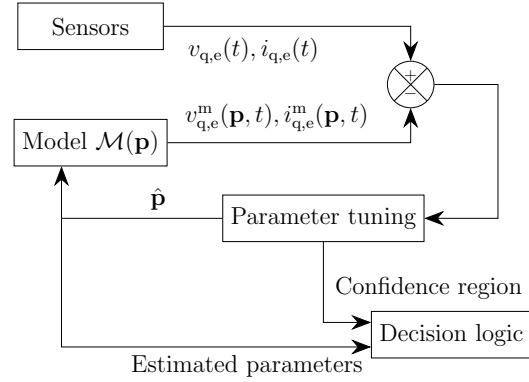 Sensors
v_{q,e}(t), i_{q,e}(t)
+
−
v^m_{q,e}(𝐩, t), i^m_{q,e}(𝐩, t)
Model ℳ(𝐩)
𝐩̂
Parameter tuning
Confidence region
Decision logic
Estimated parameters